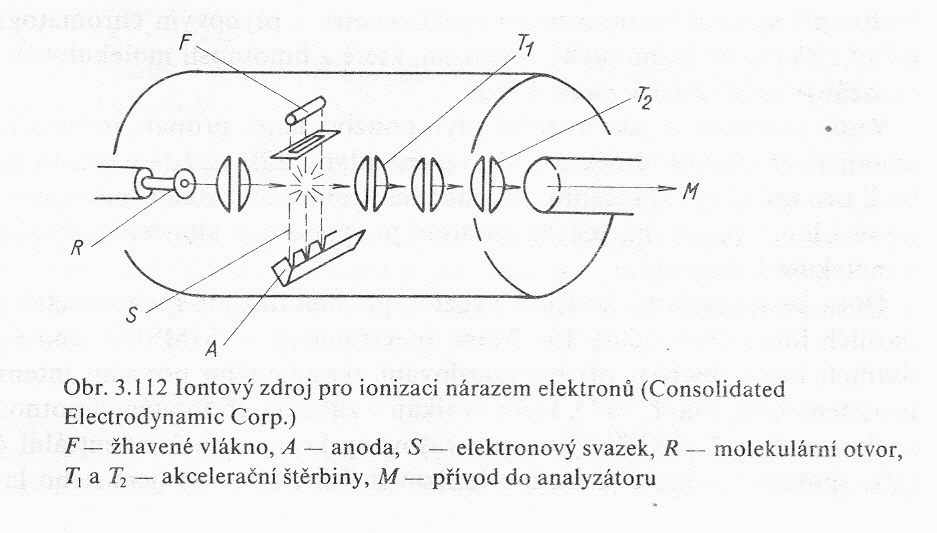 F
T1
T2
M
R
S
A
Obr. 3.112 Iontový zdroj pro ionizaci nárazem elektronů (Consolidated
Electrodynamic Corp.)
F — žhavené vlákno, A — anoda, S — elektronový svazek, R — molekulární otvor,
T1 a T2 — akcelerační štěrbiny, M — přívod do analyzátoru